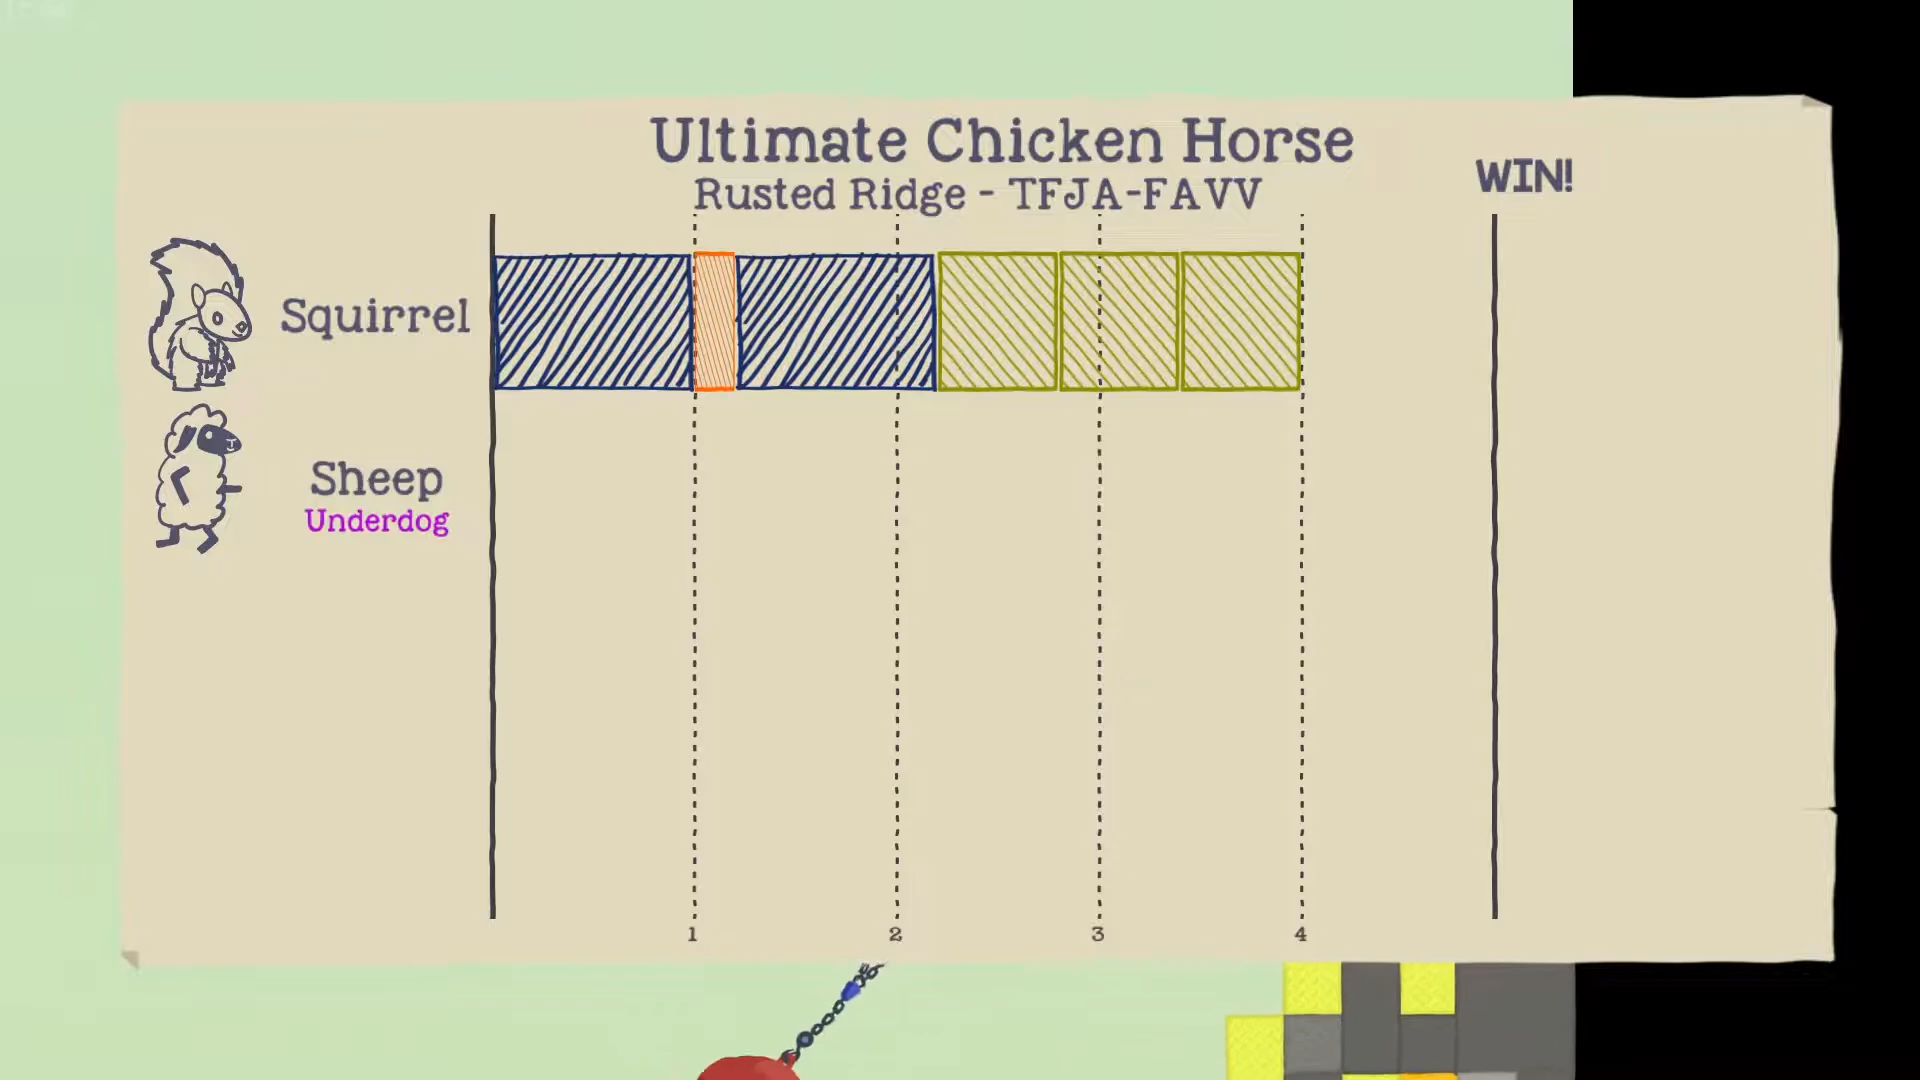 Ultimate Chicken Horse
Rusted Ridge - TFJA-FAVV
WIN!
Squirrel
Sheep
Underdog
1 2 3 4